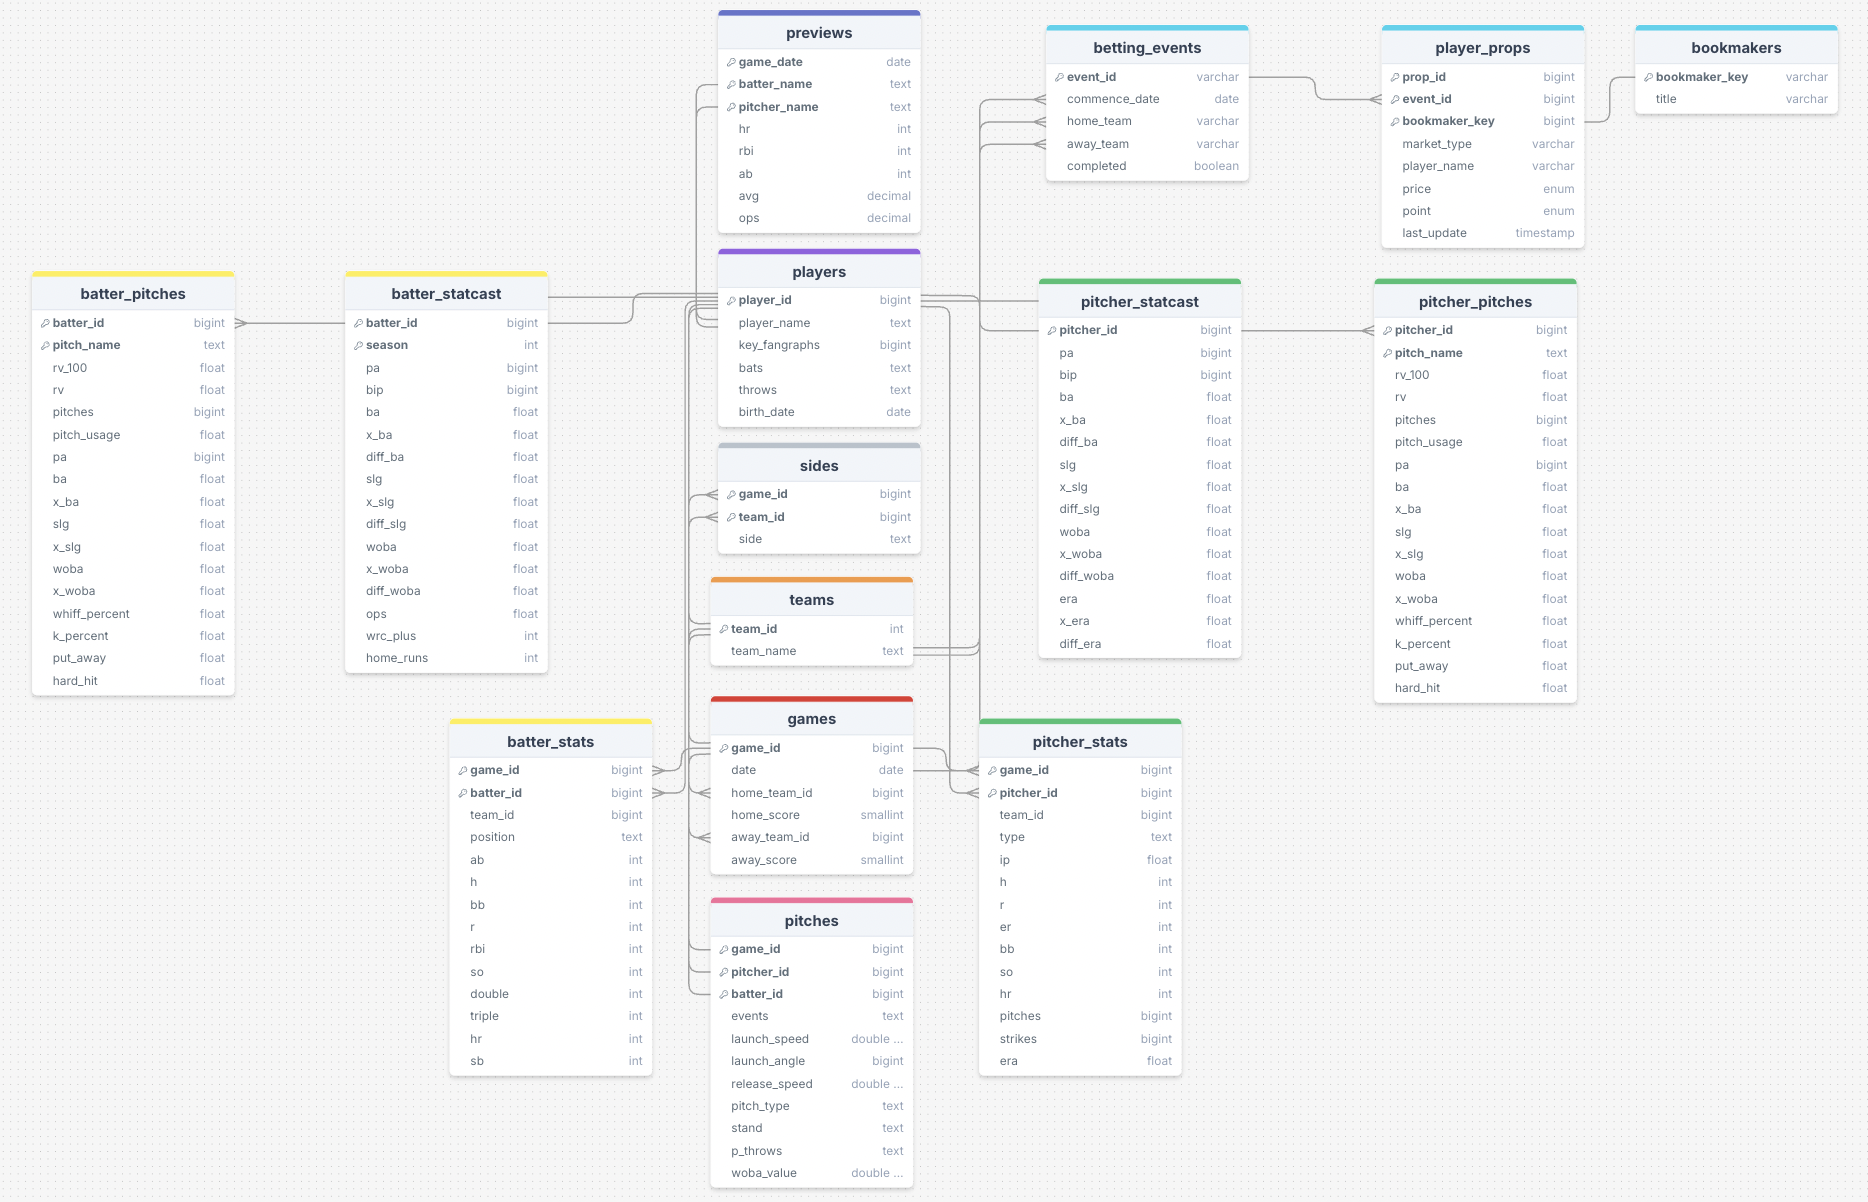 previews
game_date date
batter_name text
pitcher_name text
hr int
rbi int
ab int
avg decimal
ops decimal
betting_events
event_id varchar
commence_date date
home_team varchar
away_team varchar
completed boolean
player_props
prop_id bigint
event_id bigint
bookmaker_key bigint
market_type varchar
player_name varchar
price enum
point enum
last_update timestamp
bookmakers
bookmaker_key varchar
title varchar
batter_pitches
batter_id bigint
pitch_name text
rv_100 float
rv float
pitches bigint
pitch_usage float
pa bigint
ba float
x_ba float
slg float
x_slg float
woba float
x_woba float
whiff_percent float
k_percent float
put_away float
hard_hit float
batter_statcast
batter_id bigint
season int
pa bigint
bip bigint
ba float
x_ba float
diff_ba float
slg float
x_slg float
diff_slg float
woba float
x_woba float
diff_woba float
ops float
wrc_plus int
home_runs int
players
player_id bigint
player_name text
key_fangraphs bigint
bats text
throws text
birth_date date
pitcher_statcast
pitcher_id bigint
pa bigint
bip bigint
ba float
x_ba float
diff_ba float
slg float
x_slg float
diff_slg float
woba float
x_woba float
diff_woba float
era float
x_era float
diff_era float
pitcher_pitches
pitcher_id bigint
pitch_name text
rv_100 float
rv float
pitches bigint
pitch_usage float
pa bigint
ba float
x_ba float
slg float
x_slg float
woba float
x_woba float
whiff_percent float
k_percent float
put_away float
hard_hit float
sides
game_id bigint
team_id bigint
side text
teams
team_id int
team_name text
batter_stats
game_id bigint
batter_id bigint
team_id bigint
position text
ab int
h int
bb int
r int
rbi int
so int
double int
triple int
hr int
sb int
games
game_id bigint
date date
home_team_id bigint
home_score smallint
away_team_id bigint
away_score smallint
pitcher_stats
game_id bigint
pitcher_id bigint
team_id bigint
type text
ip float
h int
r int
er int
bb int
so int
hr int
pitches bigint
strikes bigint
era float
pitches
game_id bigint
pitcher_id bigint
batter_id bigint
events text
launch_speed double ...
launch_angle bigint
release_speed double ...
pitch_type text
stand text
p_throws text
woba_value double ...